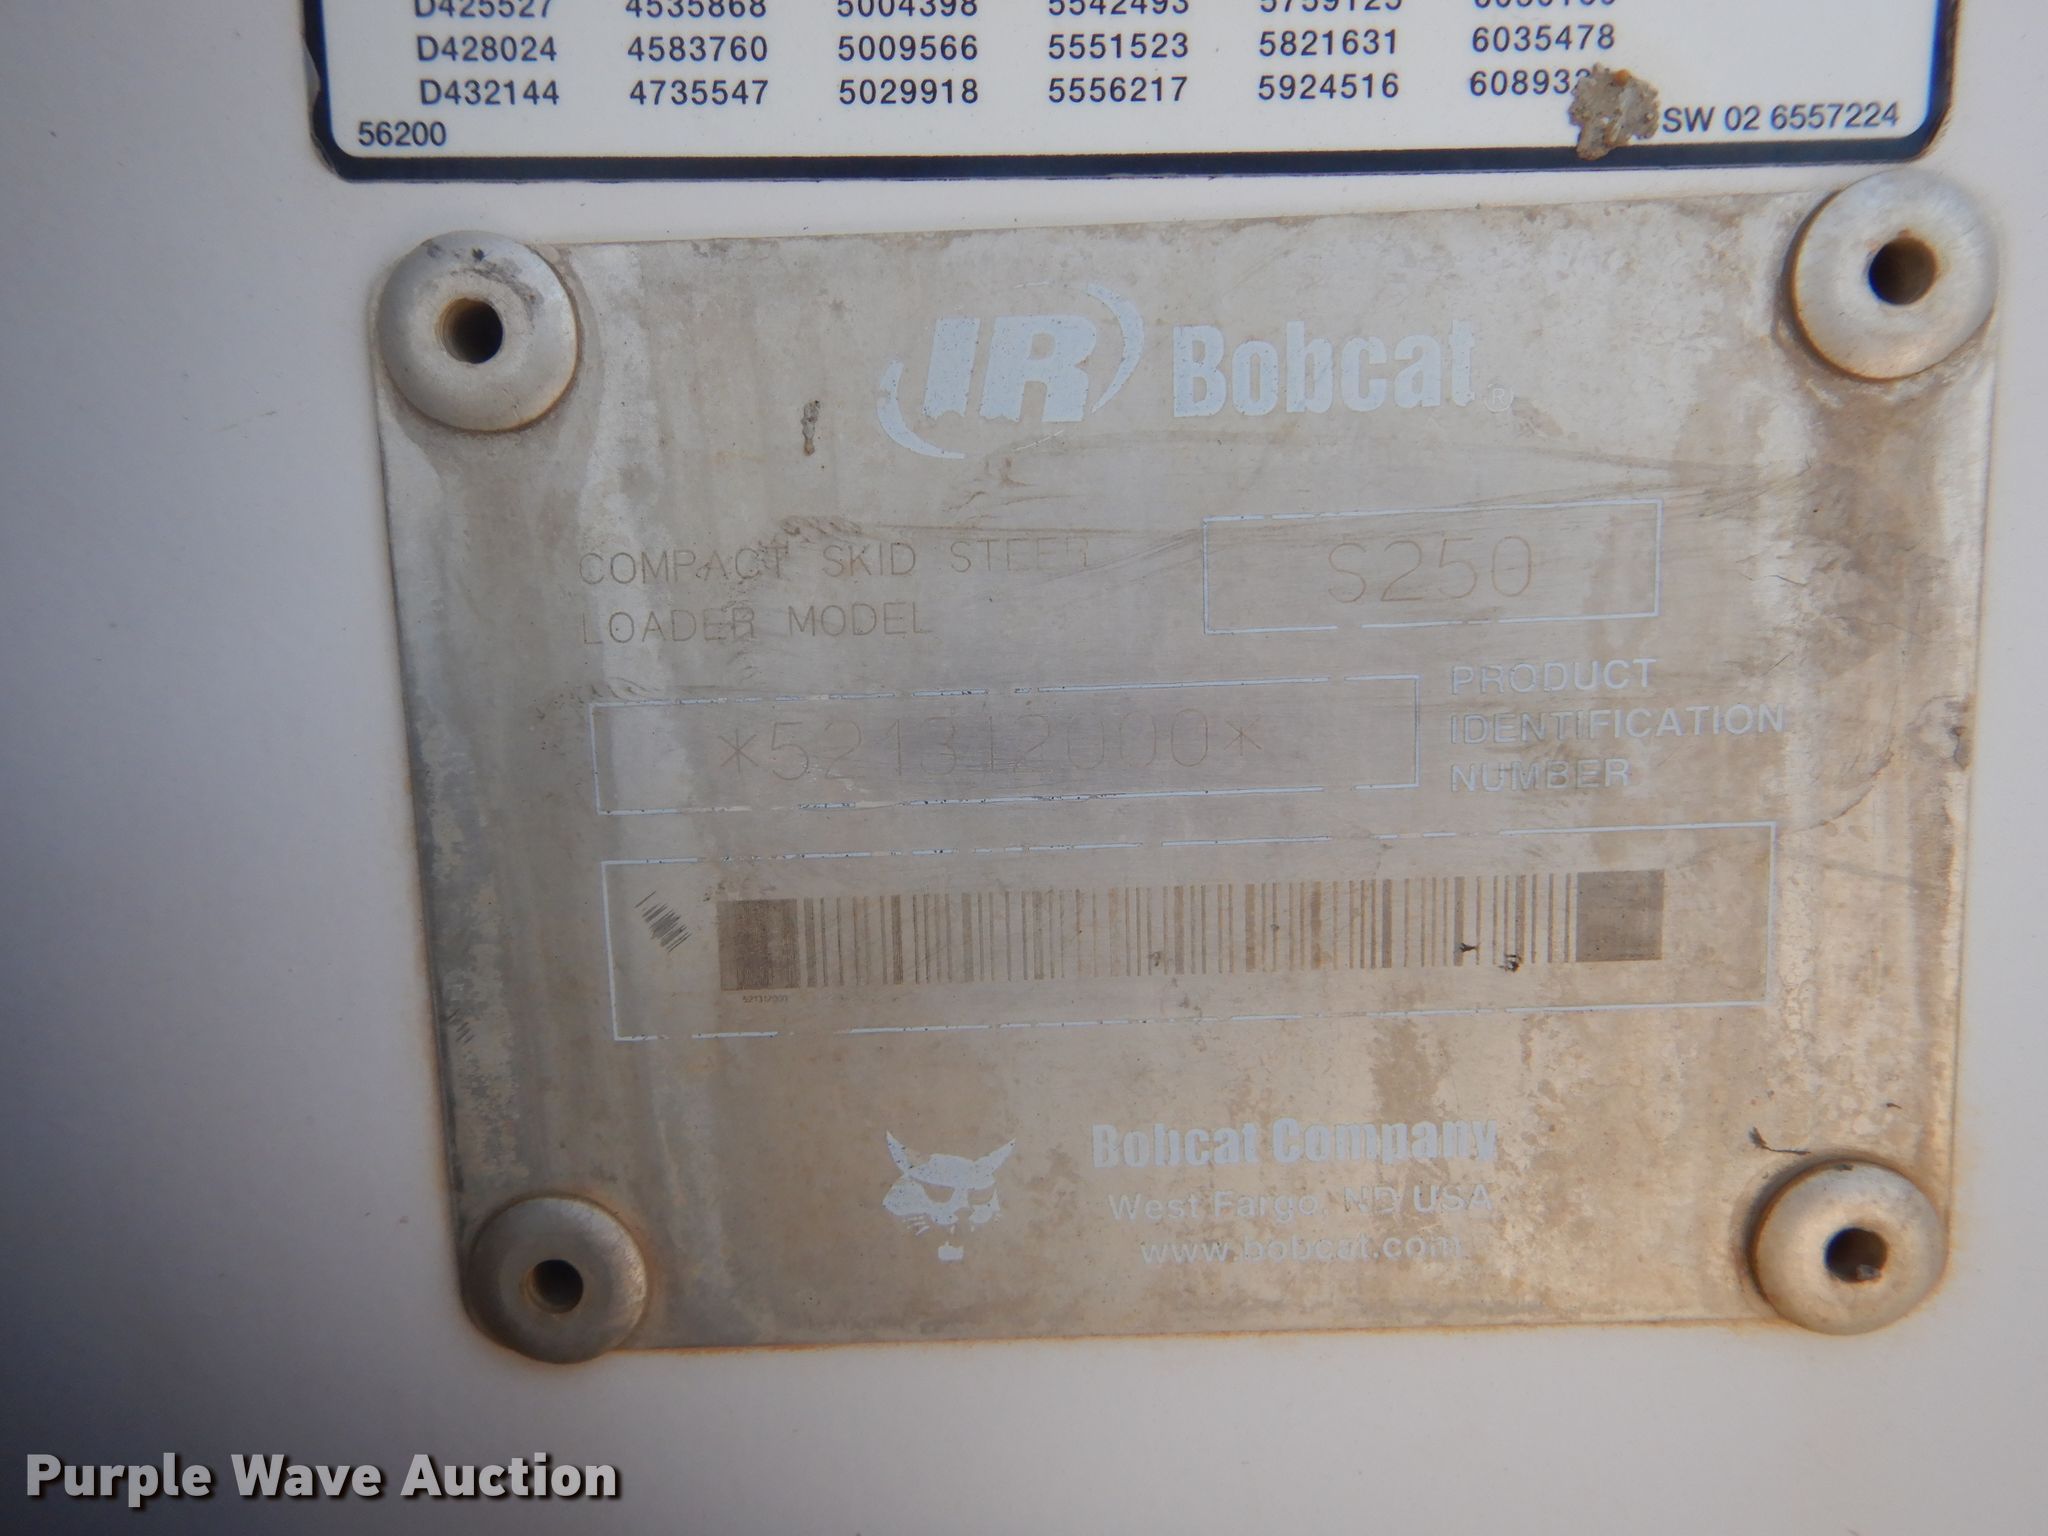 D425527 4535868 5004398 5542493 5759125
D428024 4583760 5009566 5551523 5821631 6035478
D432144 4735547 5029918 5556217 5924516
56200 SW 02 6557224
IR Bobcat®
COMPACT SKID STEER
LOADER MODEL
S250
*521312000*
PRODUCT
IDENTIFICATION
NUMBER
Bobcat Company
West Fargo, ND USA
www.bobcat.com
Purple Wave Auction